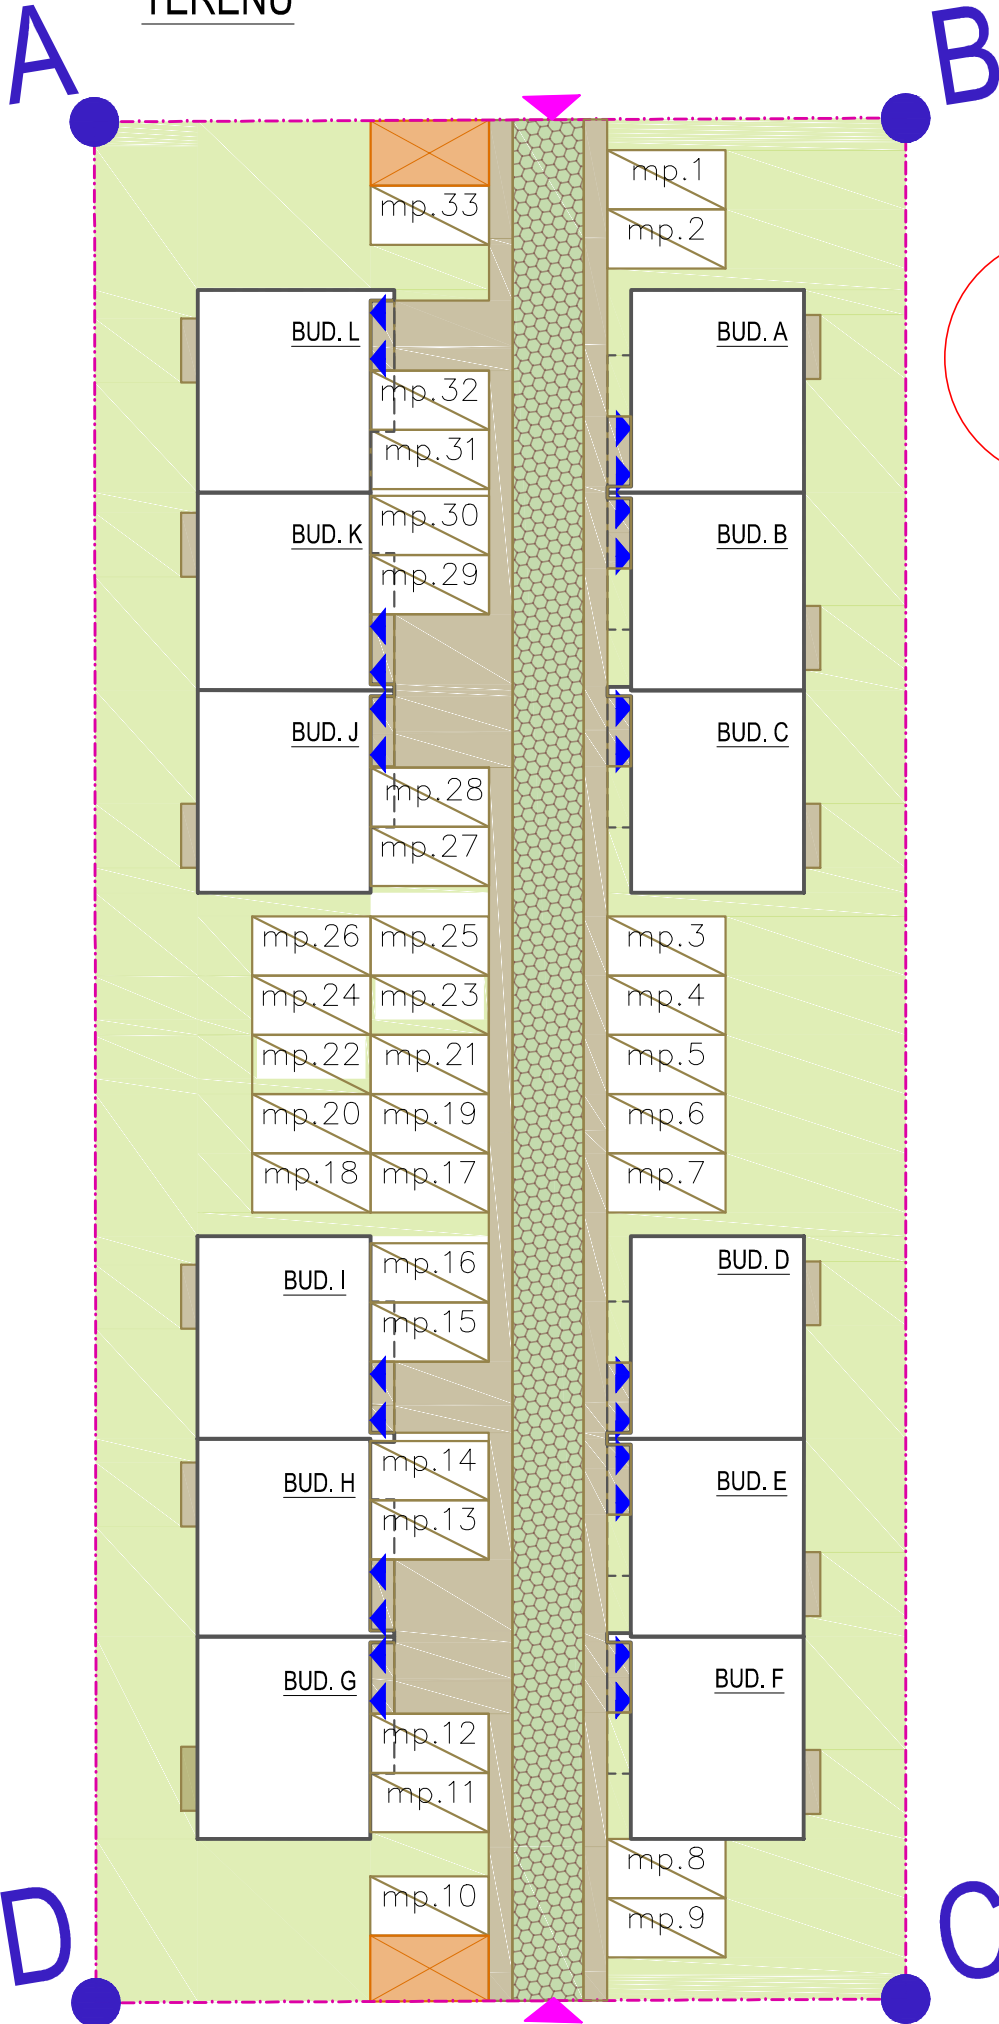 TERENU
A
B
mp.1
mp.33
mp.2
BUD. L
BUD. A
mp.32
mp.31
mp.30
BUD. K
BUD. B
mp.29
BUD. J
BUD. C
mp.28
mp.27
mp.26 mp.25 mp.3
mp.24 mp.23 mp.4
mp.22 mp.21 mp.5
mp.20 mp.19 mp.6
mp.18 mp.17 mp.7
mp.16
BUD. D
BUD. I
mp.15
mp.14
BUD. H
BUD. E
mp.13
BUD. G
BUD. F
mp.12
mp.11
mp.8
mp.10
mp.9
D
C